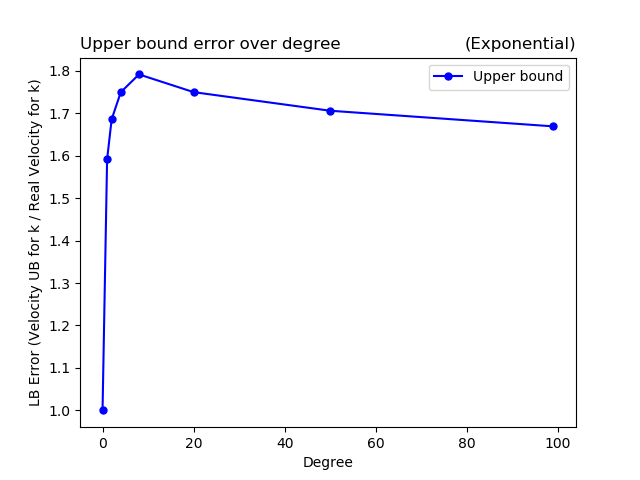 Upper bound error over degree (Exponential)
Upper bound
LB Error (Velocity UB for k / Real Velocity for k)
1.8
1.7
1.6
1.5
1.4
1.3
1.2
1.1
1.0
0 20 40 60 80 100
Degree